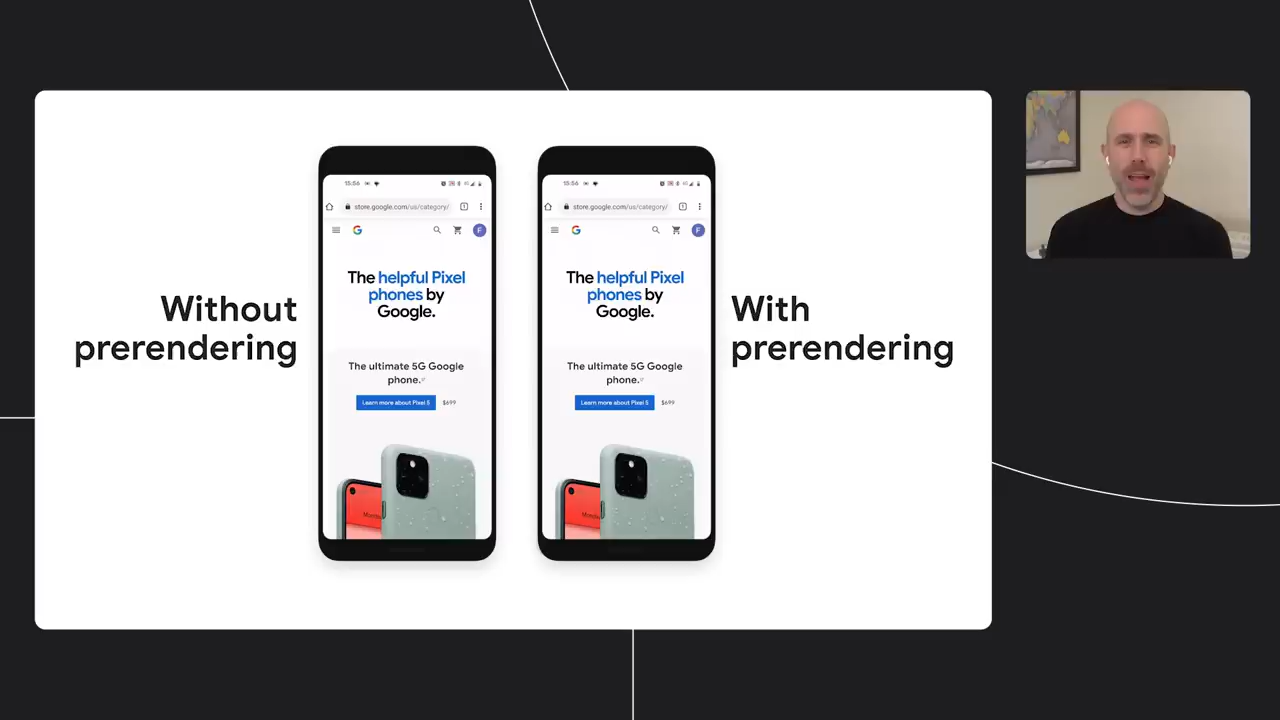 Without
prerendering
15:56
store.google.com/us/category/
1
F
The helpful Pixel
phones by
Google.
The ultimate 5G Google
phone.
Learn more about Pixel 5
$699
15:56
store.google.com/us/category/
1
F
The helpful Pixel
phones by
Google.
The ultimate 5G Google
phone.
Learn more about Pixel 5
$699
With
prerendering